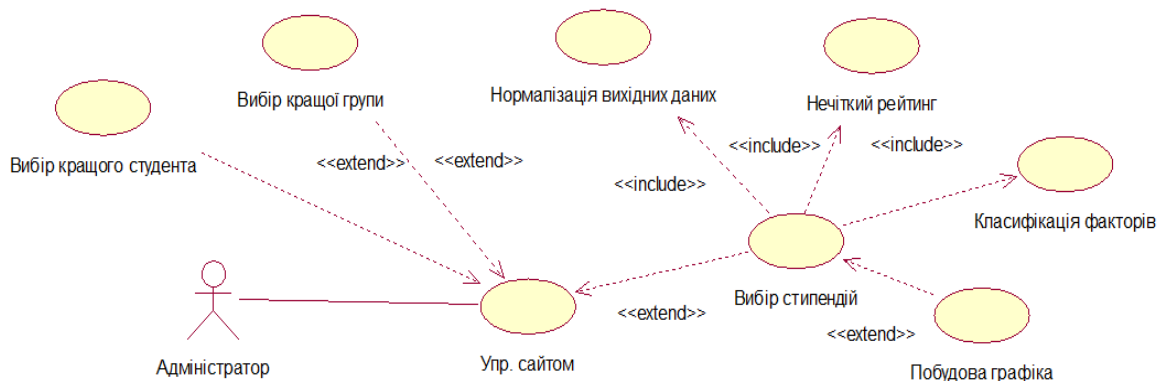 Вибір кращого студента
Вибір кращої групи
Нормалізація вихідних даних
Нечіткий рейтинг
<<extend>>
<<extend>>
<<include>>
<<include>>
<<include>>
Класифікація факторів
Вибір стипендій
<<extend>>
<<extend>>
Адміністратор
Упр. сайтом
Побудова графіка